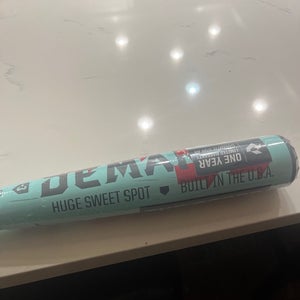 DEMA
ONE YEAR
HUGE SWEET SPOT
BUILT IN THE U.S.A.